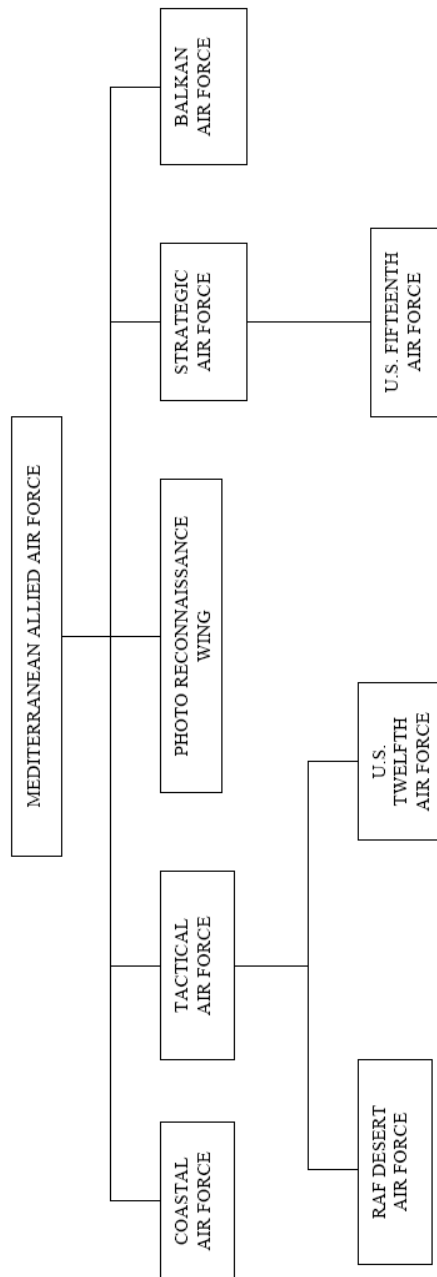 MEDITERRANEAN ALLIED AIR FORCE
COASTAL
AIR FORCE
TACTICAL
AIR FORCE
PHOTO RECONNAISSANCE
WING
STRATEGIC
AIR FORCE
BALKAN
AIR FORCE
RAF DESERT
AIR FORCE
U.S.
TWELFTH
AIR FORCE
U.S. FIFTEENTH
AIR FORCE